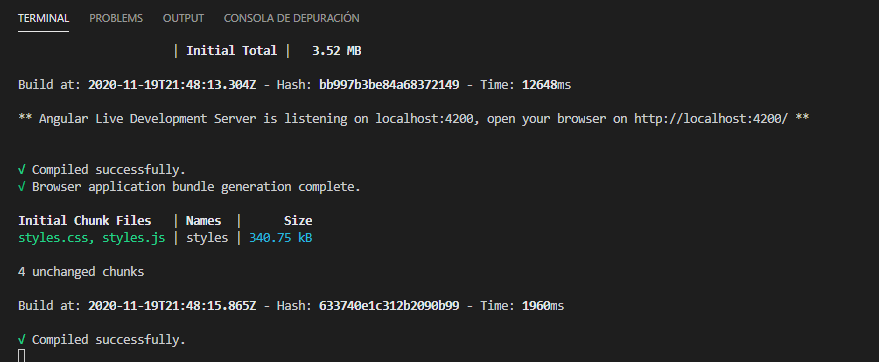 TERMINAL PROBLEMS OUTPUT CONSOLA DE DEPURACIÓN
| Initial Total | 3.52 MB
Build at: 2020-11-19T21:48:13.304Z - Hash: bb997b3be84a68372149 - Time: 12648ms
** Angular Live Development Server is listening on localhost:4200, open your browser on http://localhost:4200/ **
√ Compiled successfully.
√ Browser application bundle generation complete.
Initial Chunk Files | Names | Size
styles.css, styles.js | styles | 340.75 kB
4 unchanged chunks
Build at: 2020-11-19T21:48:15.865Z - Hash: 633740e1c312b2090b99 - Time: 1960ms
√ Compiled successfully.